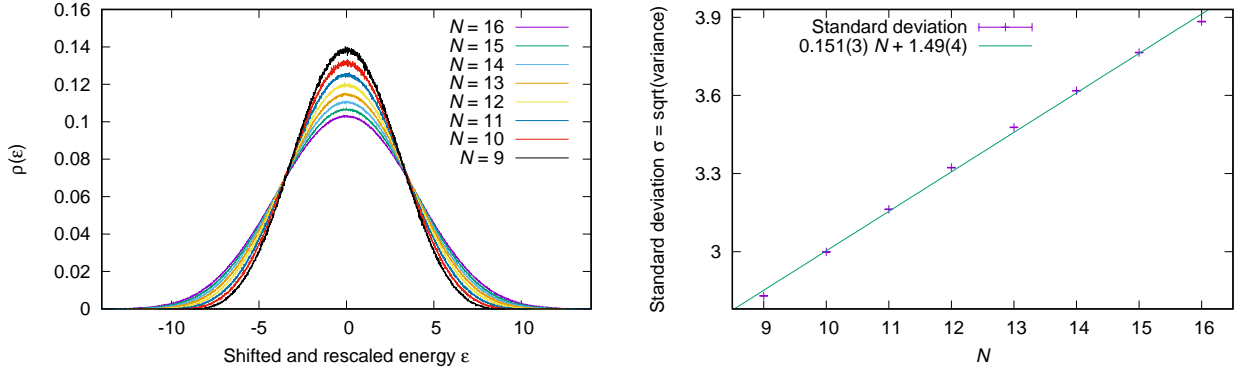 0.16
0.14
0.12
0.1
0.08
0.06
0.04
0.02
0
ρ(ε)
-10
-5
0
5
10
Shifted and rescaled energy ε
N = 16
N = 15
N = 14
N = 13
N = 12
N = 11
N = 10
N = 9
3.9
3.6
3.3
3
Standard deviation σ = sqrt(variance)
Standard deviation
0.151(3) N + 1.49(4)
9
10
11
12
13
14
15
16
N